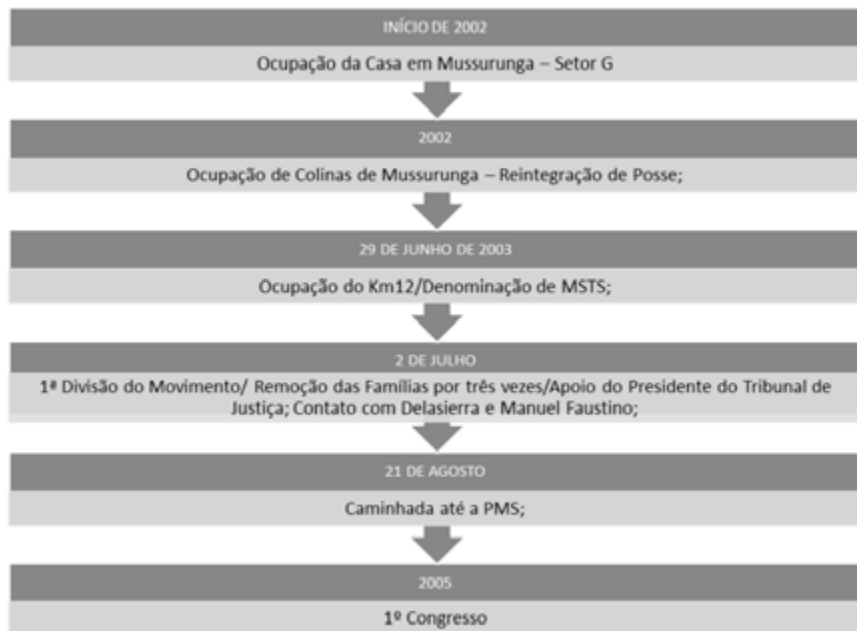 INÍCIO DE 2002
Ocupação da Casa em Mussurunga – Setor G
2002
Ocupação de Colinas de Mussurunga – Reintegração de Posse;
29 DE JUNHO DE 2003
Ocupação do Km12/Denominação de MSTS;
2 DE JULHO
1ª Divisão do Movimento/ Remoção das Famílias por três vezes/Apoio do Presidente do Tribunal de
Justiça; Contato com Delasierra e Manuel Faustino;
21 DE AGOSTO
Caminhada até a PMS;
2005
1º Congresso